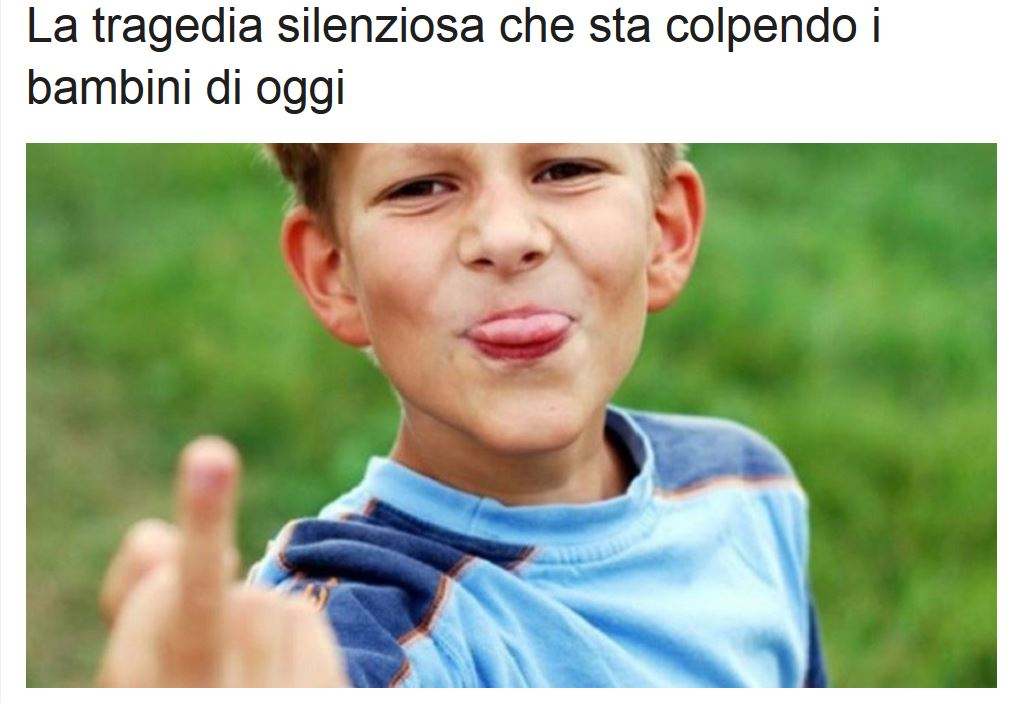 La tragedia silenziosa che sta colpendo i
bambini di oggi